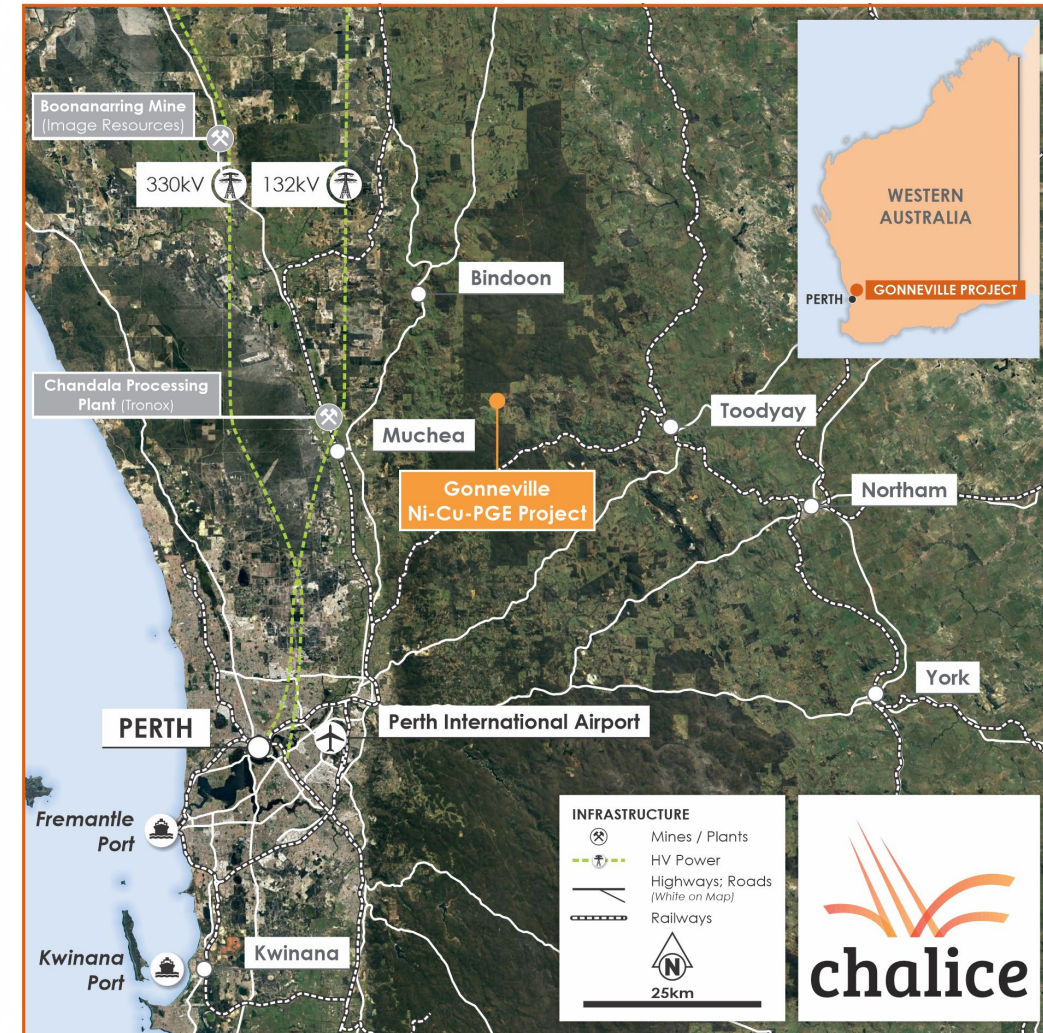 Boonanarring Mine
(Image Resources)
330kV
132kV
Bindoon
WESTERN
AUSTRALIA
PERTH
GONNEVILLE PROJECT
Chandala Processing
Plant (Tronox)
Muchea
Toodyay
Gonneville
Ni-Cu-PGE Project
Northam
York
PERTH
Perth International Airport
Fremantle
Port
Kwinana
Port
Kwinana
INFRASTRUCTURE
Mines / Plants
HV Power
Highways; Roads
(White on Map)
Railways
N
25km
chalice